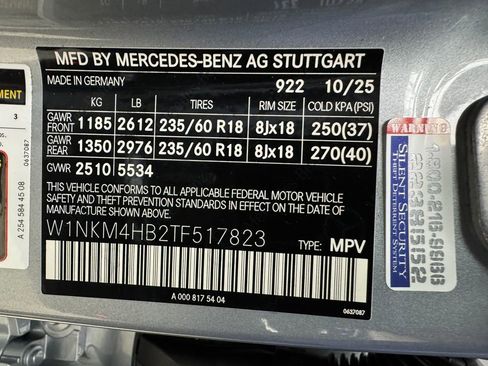 MFD BY MERCEDES-BENZ AG STUTTGART
MADE IN GERMANY 922 10/25
KG LB TIRES RIM SIZE COLD KPA (PSI)
GAWR FRONT 1185 2612 235/60 R18 8Jx18 250(37)
GAWR REAR 1350 2976 235/60 R18 8Jx18 270(40)
GVWR 2510 5534
THIS VEHICLE CONFORMS TO ALL APPLICABLE FEDERAL MOTOR VEHICLE
SAFETY AND THEFT PREVENTION STANDARDS IN EFFECT ON THE DATE OF
MANUFACTURE SHOWN ABOVE.
W1NKM4HB2TF517823 TYPE: MPV
A 000 817 54 04
0637087
3
0637087
A 254 584 45 08
WARNING
SILENT SECURITY
THEFT DETERRENT SYSTEM